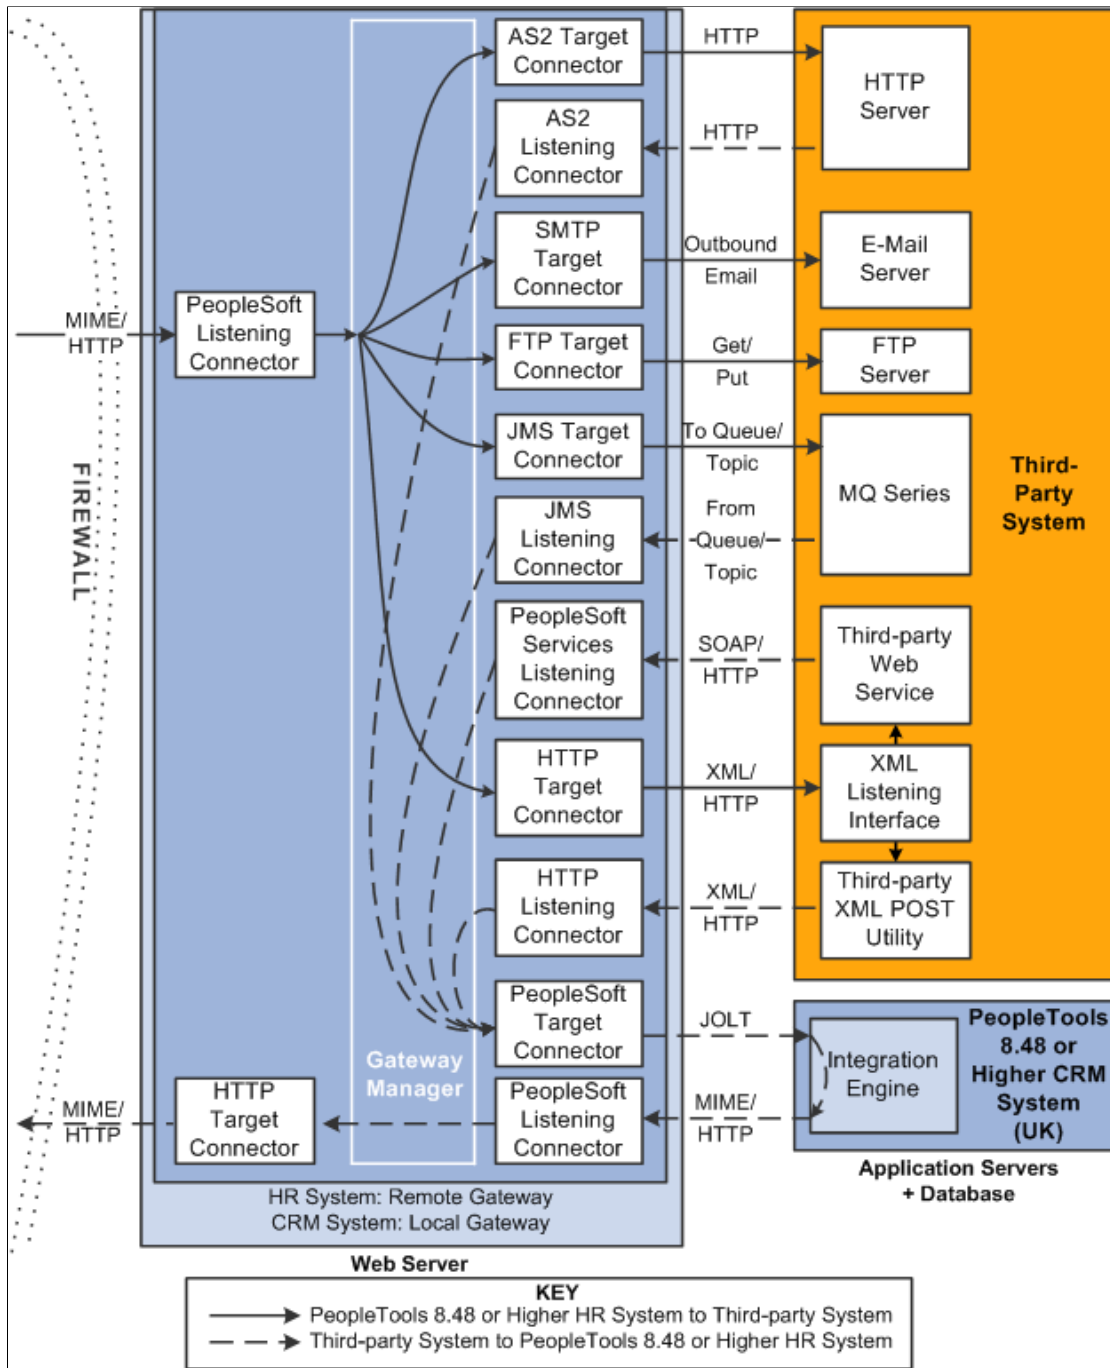 AS2 Target
Connector
HTTP
HTTP
Server
AS2
Listening
Connector
HTTP
SMTP
Target
Connector
Outbound
Email
E-Mail
Server
MIME/
HTTP
PeopleSoft
Listening
Connector
FTP Target
Connector
Get/
Put
FTP
Server
JMS Target
Connector
To Queue/
Topic
MQ Series
Third-
Party
System
FIREWALL
JMS
Listening
Connector
From
Queue/
Topic
PeopleSoft
Services
Listening
Connector
SOAP/
HTTP
Third-party
Web
Service
HTTP
Target
Connector
XML/
HTTP
XML
Listening
Interface
HTTP
Listening
Connector
XML/
HTTP
Third-party
XML POST
Utility
PeopleSoft
Target
Connector
JOLT
Integration
Engine
PeopleTools
8.48 or
Higher CRM
System
(UK)
Gateway
Manager
MIME/
HTTP
HTTP
Target
Connector
PeopleSoft
Listening
Connector
MIME/
HTTP
Application Servers
+ Database
HR System: Remote Gateway
CRM System: Local Gateway
Web Server
KEY
PeopleTools 8.48 or Higher HR System to Third-party System
Third-party System to PeopleTools 8.48 or Higher HR System